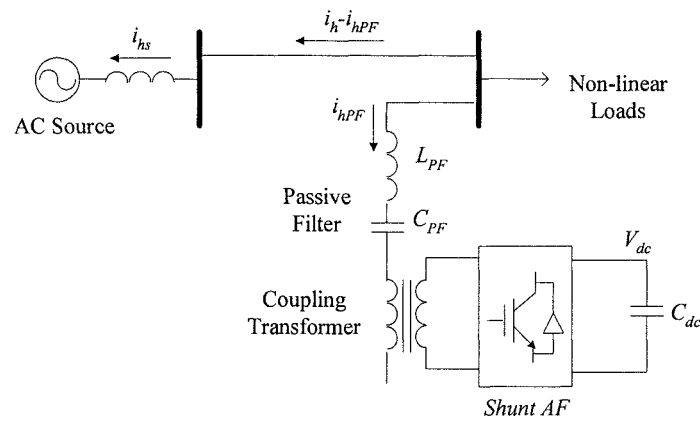 i_h-i_hPF
i_hs
AC Source
Non-linear
Loads
i_hPF
L_PF
Passive
Filter
C_PF
V_dc
Coupling
Transformer
C_dc
Shunt AF